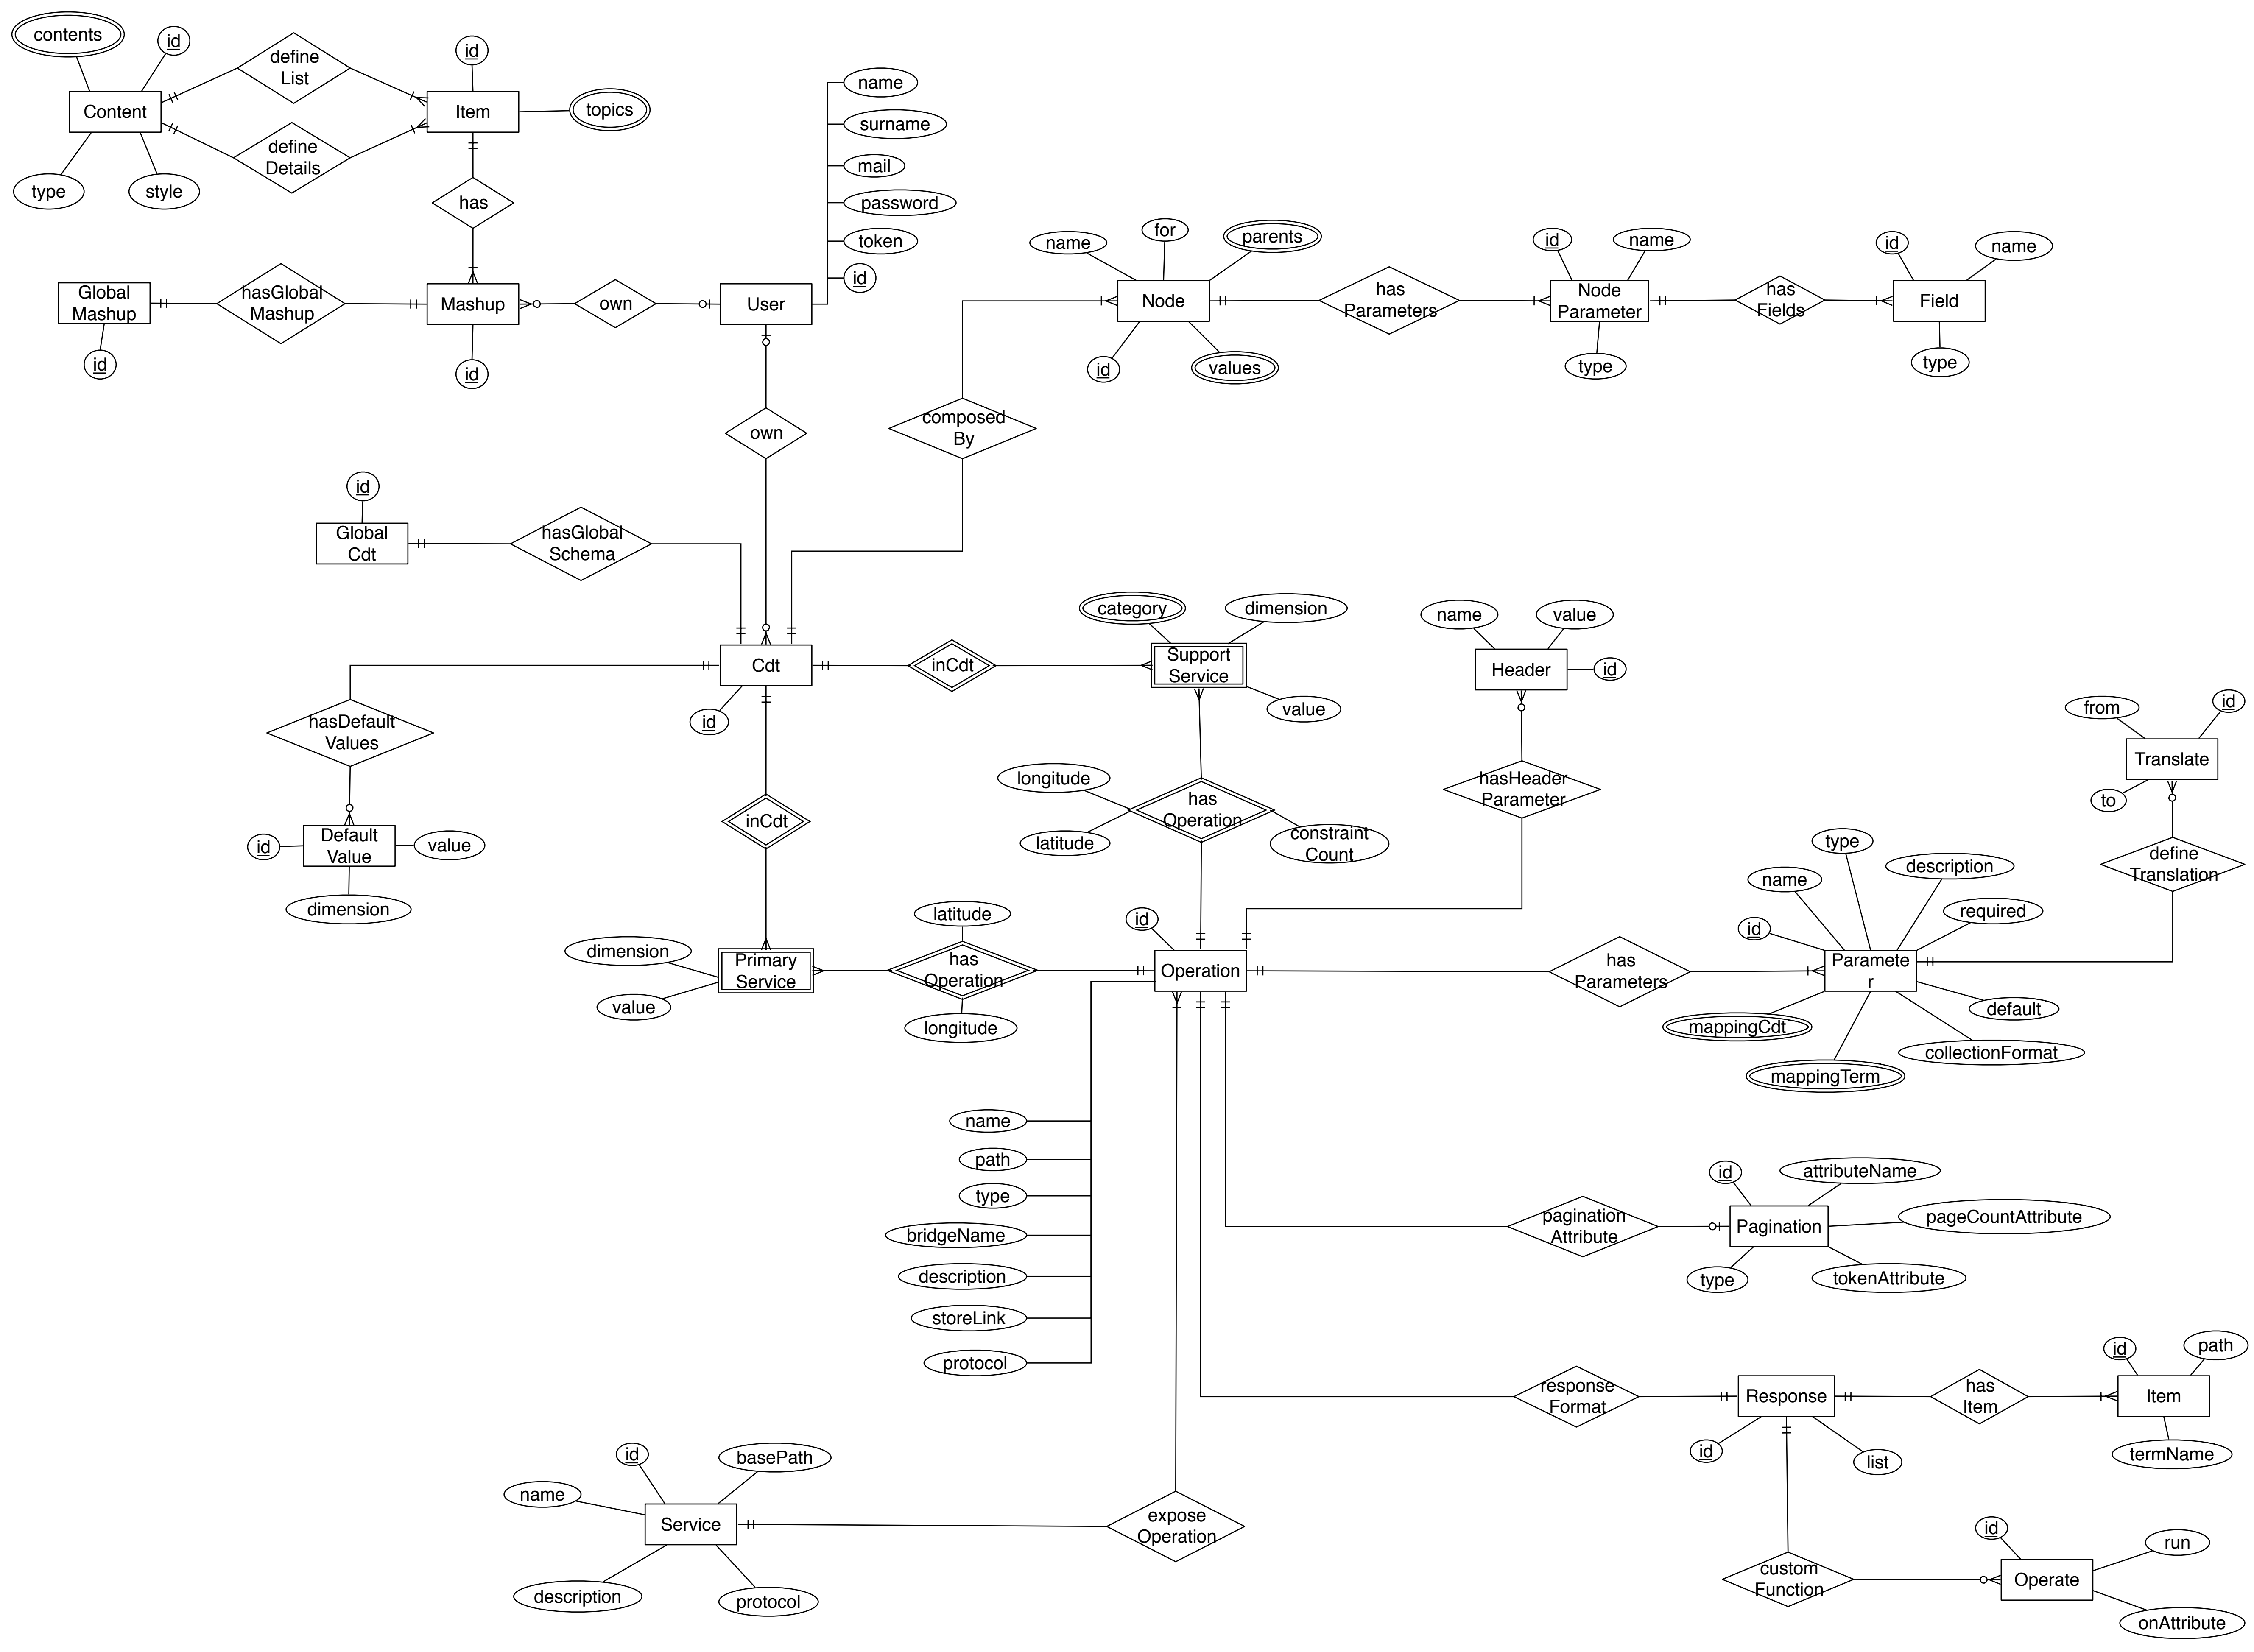 contents
id
define
List
id
Content
Item
topics
define
Details
type
style
has
name
surname
mail
password
token
id
Global
Mashup
hasGlobal
Mashup
Mashup
own
User
id
id
name
for
parents
Node
id
values
has
Parameters
id
name
Node
Parameter
type
has
Fields
id
name
Field
type
own
composed
By
id
Global
Cdt
hasGlobal
Schema
Cdt
id
inCdt
category
dimension
Support
Service
value
name
value
Header
id
hasDefault
Values
id
Default
Value
value
dimension
inCdt
longitude
latitude
has
Operation
constraint
Count
hasHeader
Parameter
from
id
Translate
to
define
Translation
dimension
value
Primary
Service
latitude
has
Operation
longitude
id
Operation
has
Parameters
type
name
description
id
required
Paramete
r
default
mappingCdt
collectionFormat
mappingTerm
name
path
type
bridgeName
description
storeLink
protocol
pagination
Attribute
id
attributeName
Pagination
pageCountAttribute
type
tokenAttribute
response
Format
Response
id
list
has
Item
id
path
Item
termName
id
basePath
name
Service
description
protocol
expose
Operation
custom
Function
id
run
Operate
onAttribute